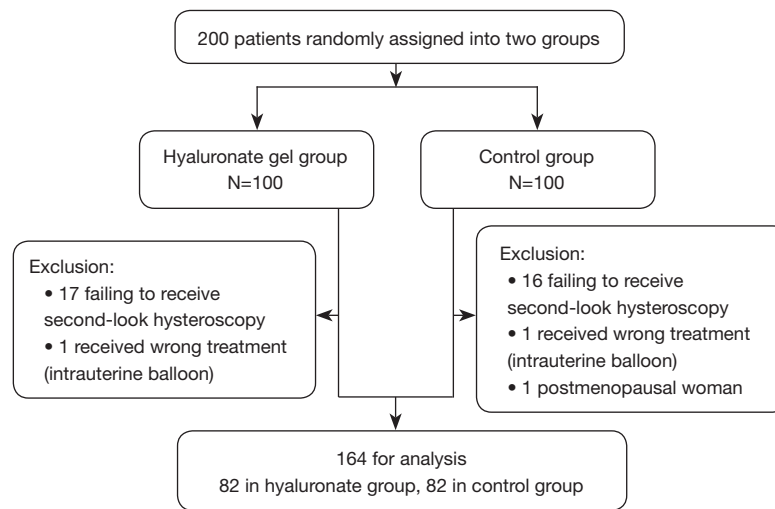 200 patients randomly assigned into two groups
Hyaluronate gel group
N=100
Control group
N=100
Exclusion:
• 17 failing to receive
second-look hysteroscopy
• 1 received wrong treatment
(intrauterine balloon)
Exclusion:
• 16 failing to receive
second-look hysteroscopy
• 1 received wrong treatment
(intrauterine balloon)
• 1 postmenopausal woman
164 for analysis
82 in hyaluronate group, 82 in control group